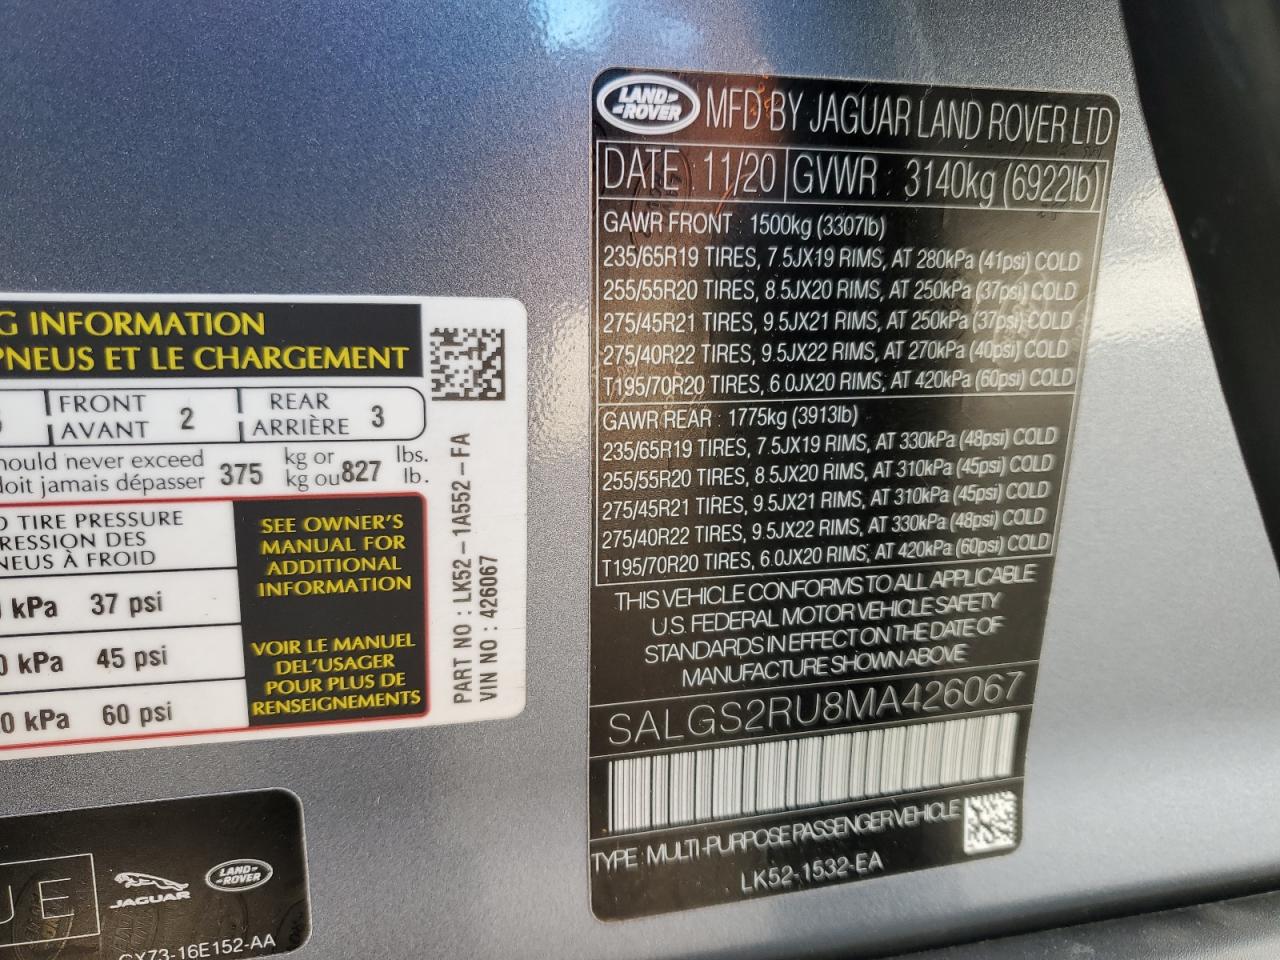 G INFORMATION
PNEUS ET LE CHARGEMENT
FRONT 2 REAR 3
AVANT ARRIÈRE
hould never exceed 375 kg or 827 lbs.
doit jamais dépasser kg ou lb.
D TIRE PRESSURE
RESSION DES
NEUS À FROID
kPa 37 psi
0 kPa 45 psi
0 kPa 60 psi
SEE OWNER'S
MANUAL FOR
ADDITIONAL
INFORMATION
VOIR LE MANUEL
DEL'USAGER
POUR PLUS DE
RENSEIGNEMENTS
PART NO : LK52-1A552-FA
VIN NO : 426067
UE
JAGUAR
LAND-
-ROVER
GX73-16E152-AA
LAND-
-ROVER
MFD BY JAGUAR LAND ROVER LTD
DATE 11/20 GVWR 3140kg (6922lb)
GAWR FRONT : 1500kg (3307lb)
235/65R19 TIRES, 7.5JX19 RIMS, AT 280kPa (41psi) COLD
255/55R20 TIRES, 8.5JX20 RIMS, AT 250kPa (37psi) COLD
275/45R21 TIRES, 9.5JX21 RIMS, AT 250kPa (37psi) COLD
275/40R22 TIRES, 9.5JX22 RIMS, AT 270kPa (40psi) COLD
T195/70R20 TIRES, 6.0JX20 RIMS, AT 420kPa (60psi) COLD
GAWR REAR : 1775kg (3913lb)
235/65R19 TIRES, 7.5JX19 RIMS, AT 330kPa (48psi) COLD
255/55R20 TIRES, 8.5JX20 RIMS, AT 310kPa (45psi) COLD
275/45R21 TIRES, 9.5JX21 RIMS, AT 310kPa (45psi) COLD
275/40R22 TIRES, 9.5JX22 RIMS, AT 330kPa (48psi) COLD
T195/70R20 TIRES, 6.0JX20 RIMS, AT 420kPa (60psi) COLD
THIS VEHICLE CONFORMS TO ALL APPLICABLE
U.S. FEDERAL MOTOR VEHICLE SAFETY
STANDARDS IN EFFECT ON THE DATE OF
MANUFACTURE SHOWN ABOVE
SALGS2RU8MA426067
TYPE : MULTI-PURPOSE PASSENGER VEHICLE
LK52-1532-EA